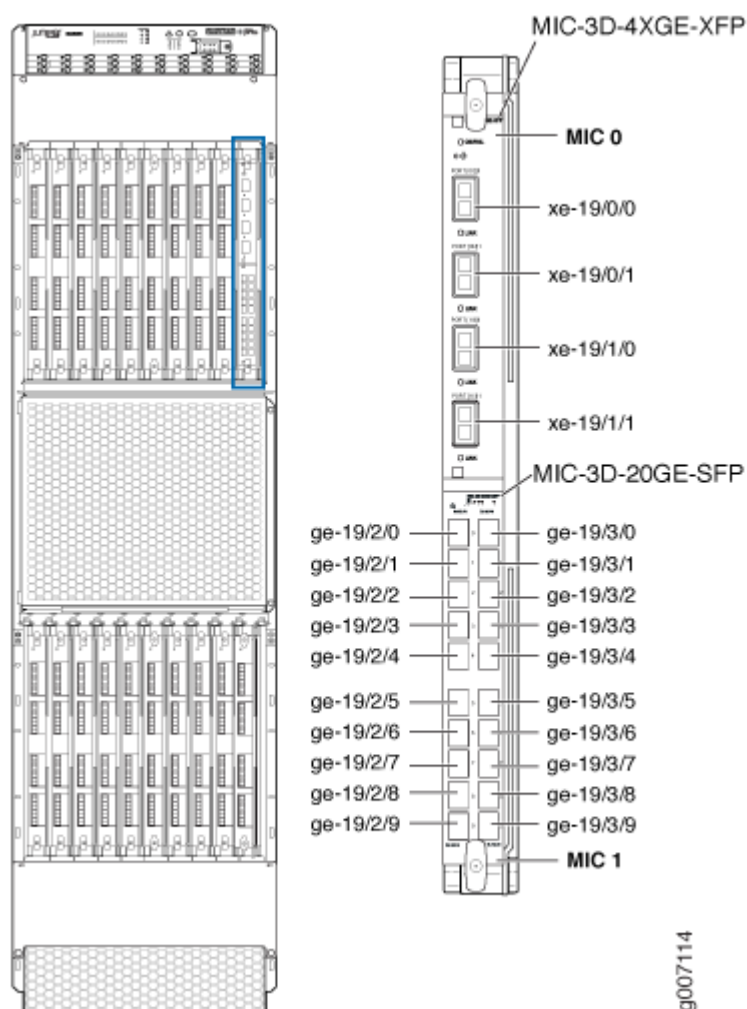 MIC-3D-4XGE-XFP
MIC 0
xe-19/0/0
xe-19/0/1
xe-19/1/0
xe-19/1/1
MIC-3D-20GE-SFP
ge-19/2/0 ge-19/3/0
ge-19/2/1 ge-19/3/1
ge-19/2/2 ge-19/3/2
ge-19/2/3 ge-19/3/3
ge-19/2/4 ge-19/3/4
ge-19/2/5 ge-19/3/5
ge-19/2/6 ge-19/3/6
ge-19/2/7 ge-19/3/7
ge-19/2/8 ge-19/3/8
ge-19/2/9 ge-19/3/9
MIC 1
g007114